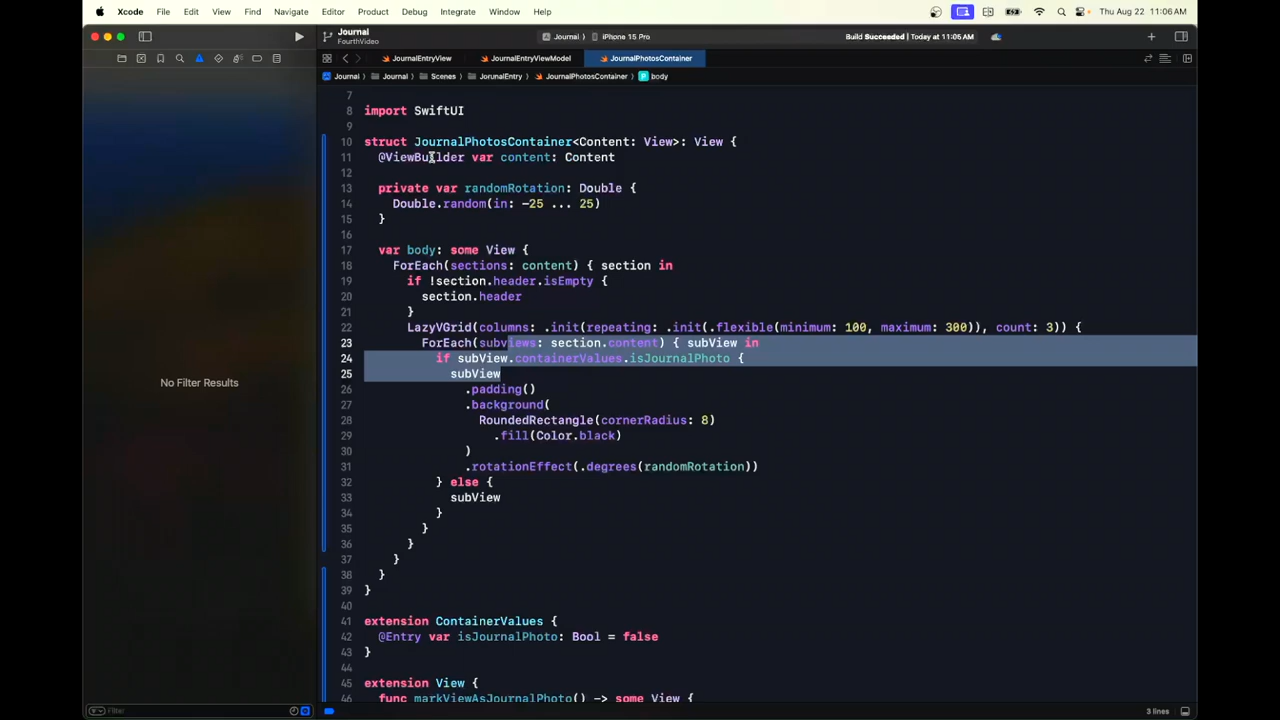 Xcode File Edit View Find Navigate Editor Product Debug Integrate Window Help Thu Aug 22 11:06 AM
Journal
FourthVideo
Journal 〉 iPhone 15 Pro
Build Succeeded | Today at 11:05 AM
JournalEntryView JournalEntryViewModel JournalPhotosContainer
Journal 〉 Journal 〉 Scenes 〉 JorunalEntry 〉 JournalPhotosContainer 〉 P body
7
8 import SwiftUI
9
10 struct JournalPhotosContainer<Content: View>: View {
11 @ViewBuilder var content: Content
12
13 private var randomRotation: Double {
14 Double.random(in: -25 ... 25)
15 }
16
17 var body: some View {
18 ForEach(sections: content) { section in
19 if !section.header.isEmpty {
20 section.header
21 }
22 LazyVGrid(columns: .init(repeating: .init(.flexible(minimum: 100, maximum: 300)), count: 3)) {
23 ForEach(subviews: section.content) { subView in
24 if subView.containerValues.isJournalPhoto {
25 subView
26 .padding()
27 .background(
28 RoundedRectangle(cornerRadius: 8)
29 .fill(Color.black)
30 )
31 .rotationEffect(.degrees(randomRotation))
32 } else {
33 subView
34 }
35 }
36 }
37 }
38 }
39 }
40
41 extension ContainerValues {
42 @Entry var isJournalPhoto: Bool = false
43 }
44
45 extension View {
46 func markViewAsJournalPhoto() -> some View {
No Filter Results
Filter
3 lines